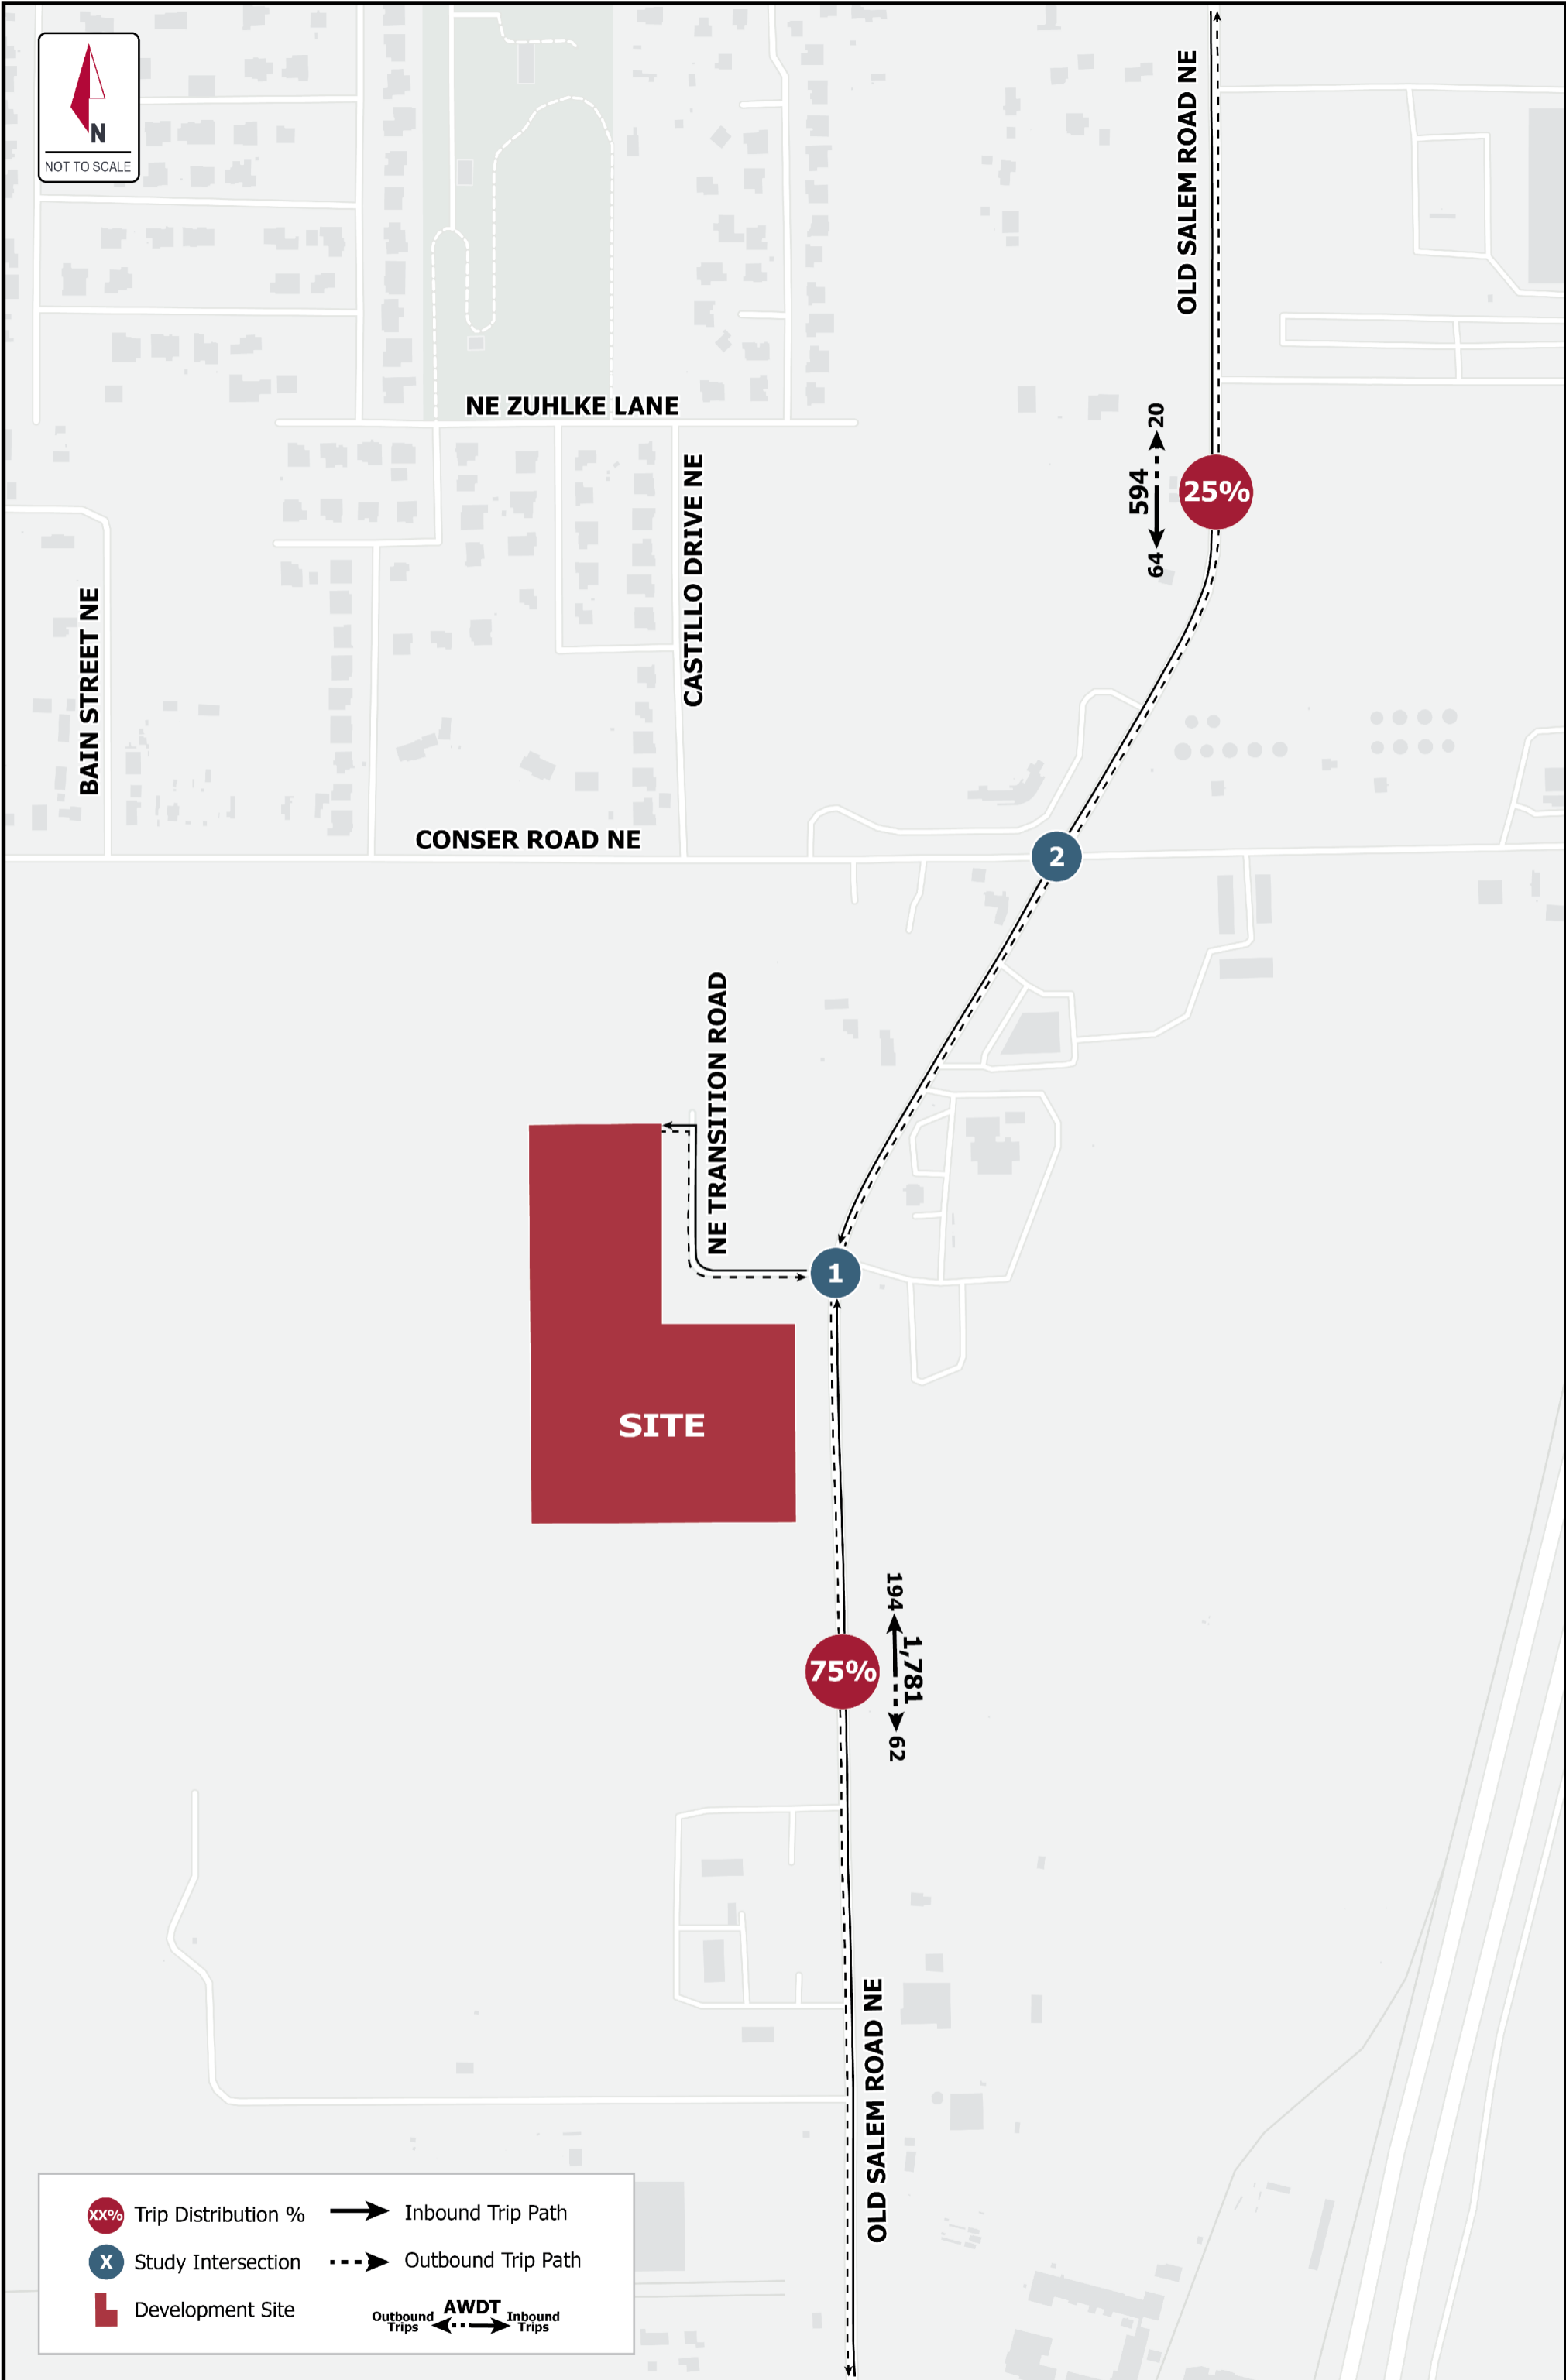 N
NOT TO SCALE
OLD SALEM ROAD NE
NE ZUHLKE LANE
20
594
64
25%
CASTILLO DRIVE NE
BAIN STREET NE
CONSER ROAD NE
2
NE TRANSITION ROAD
1
SITE
194
1,781
62
75%
OLD SALEM ROAD NE
XX% Trip Distribution %
Inbound Trip Path
X Study Intersection
Outbound Trip Path
Development Site
AWDT
Outbound Trips
Inbound Trips